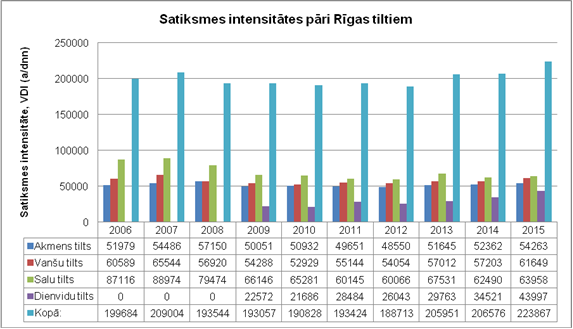 Satiksmes intensitātes pāri Rīgas tiltiem
Satiksmes intensitāte, VDI (a/dnn)
250000
200000
150000
100000
50000
0
2006 2007 2008 2009 2010 2011 2012 2013 2014 2015
Akmens tilts 51979 54486 57150 50051 50932 49651 48550 51645 52362 54263
Vanšu tilts 60589 65544 56920 54288 52929 55144 54054 57012 57203 61649
Salu tilts 87116 88974 79474 66146 65281 60145 60066 67531 62490 63958
Dienvidu tilts 0 0 0 22572 21686 28484 26043 29763 34521 43997
Kopā: 199684 209004 193544 193057 190828 193424 188713 205951 206576 223867